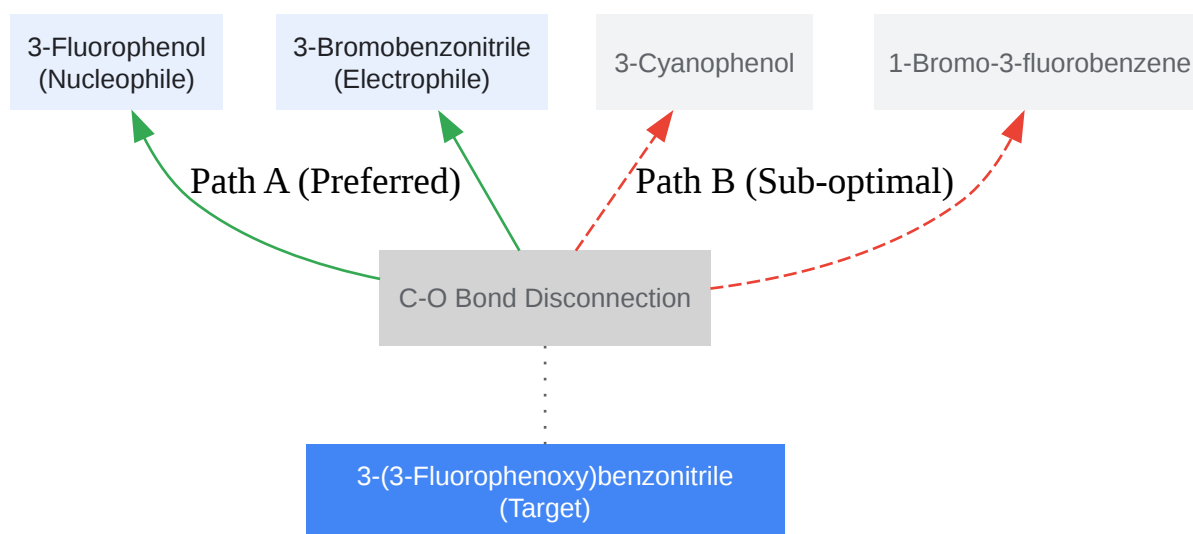 3-Fluorophenol
(Nucleophile)
3-Bromobenzonitrile
(Electrophile)
3-Cyanophenol
1-Bromo-3-fluorobenzene
Path A (Preferred)
Path B (Sub-optimal)
C-O Bond Disconnection
3-(3-Fluorophenoxy)benzonitrile
(Target)